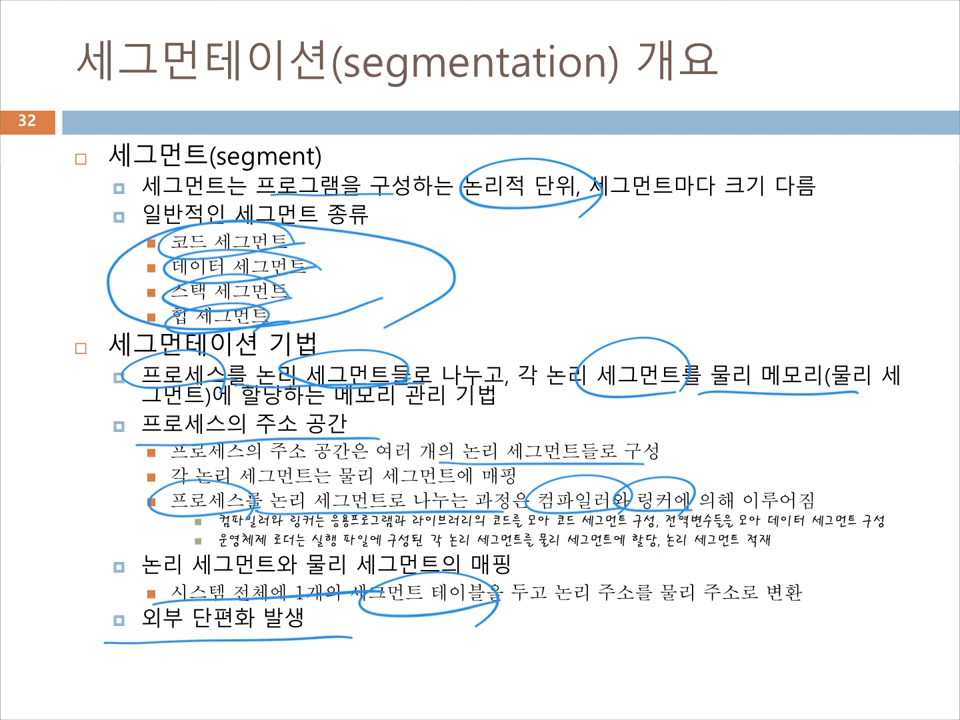 세그먼테이션(segmentation) 개요
32
세그먼트(segment)
세그먼트는 프로그램을 구성하는 논리적 단위, 세그먼트마다 크기 다름
일반적인 세그먼트 종류
코드 세그먼트
데이터 세그먼트
스택 세그먼트
힙 세그먼트
세그먼테이션 기법
프로세스를 논리 세그먼트들로 나누고, 각 논리 세그먼트를 물리 메모리(물리 세
그먼트)에 할당하는 메모리 관리 기법
프로세스의 주소 공간
프로세스의 주소 공간은 여러 개의 논리 세그먼트들로 구성
각 논리 세그먼트는 물리 세그먼트에 매핑
프로세스를 논리 세그먼트로 나누는 과정은 컴파일러와 링커에 의해 이루어짐
컴파일러와 링커는 응용프로그램과 라이브러리의 코드를 모아 코드 세그먼트 구성, 전역변수들을 모아 데이터 세그먼트 구성
운영체제 로더는 실행 파일에 구성된 각 논리 세그먼트를 물리 세그먼트에 할당, 논리 세그먼트 적재
논리 세그먼트와 물리 세그먼트의 매핑
시스템 전체에 1개의 세그먼트 테이블을 두고 논리 주소를 물리 주소로 변환
외부 단편화 발생